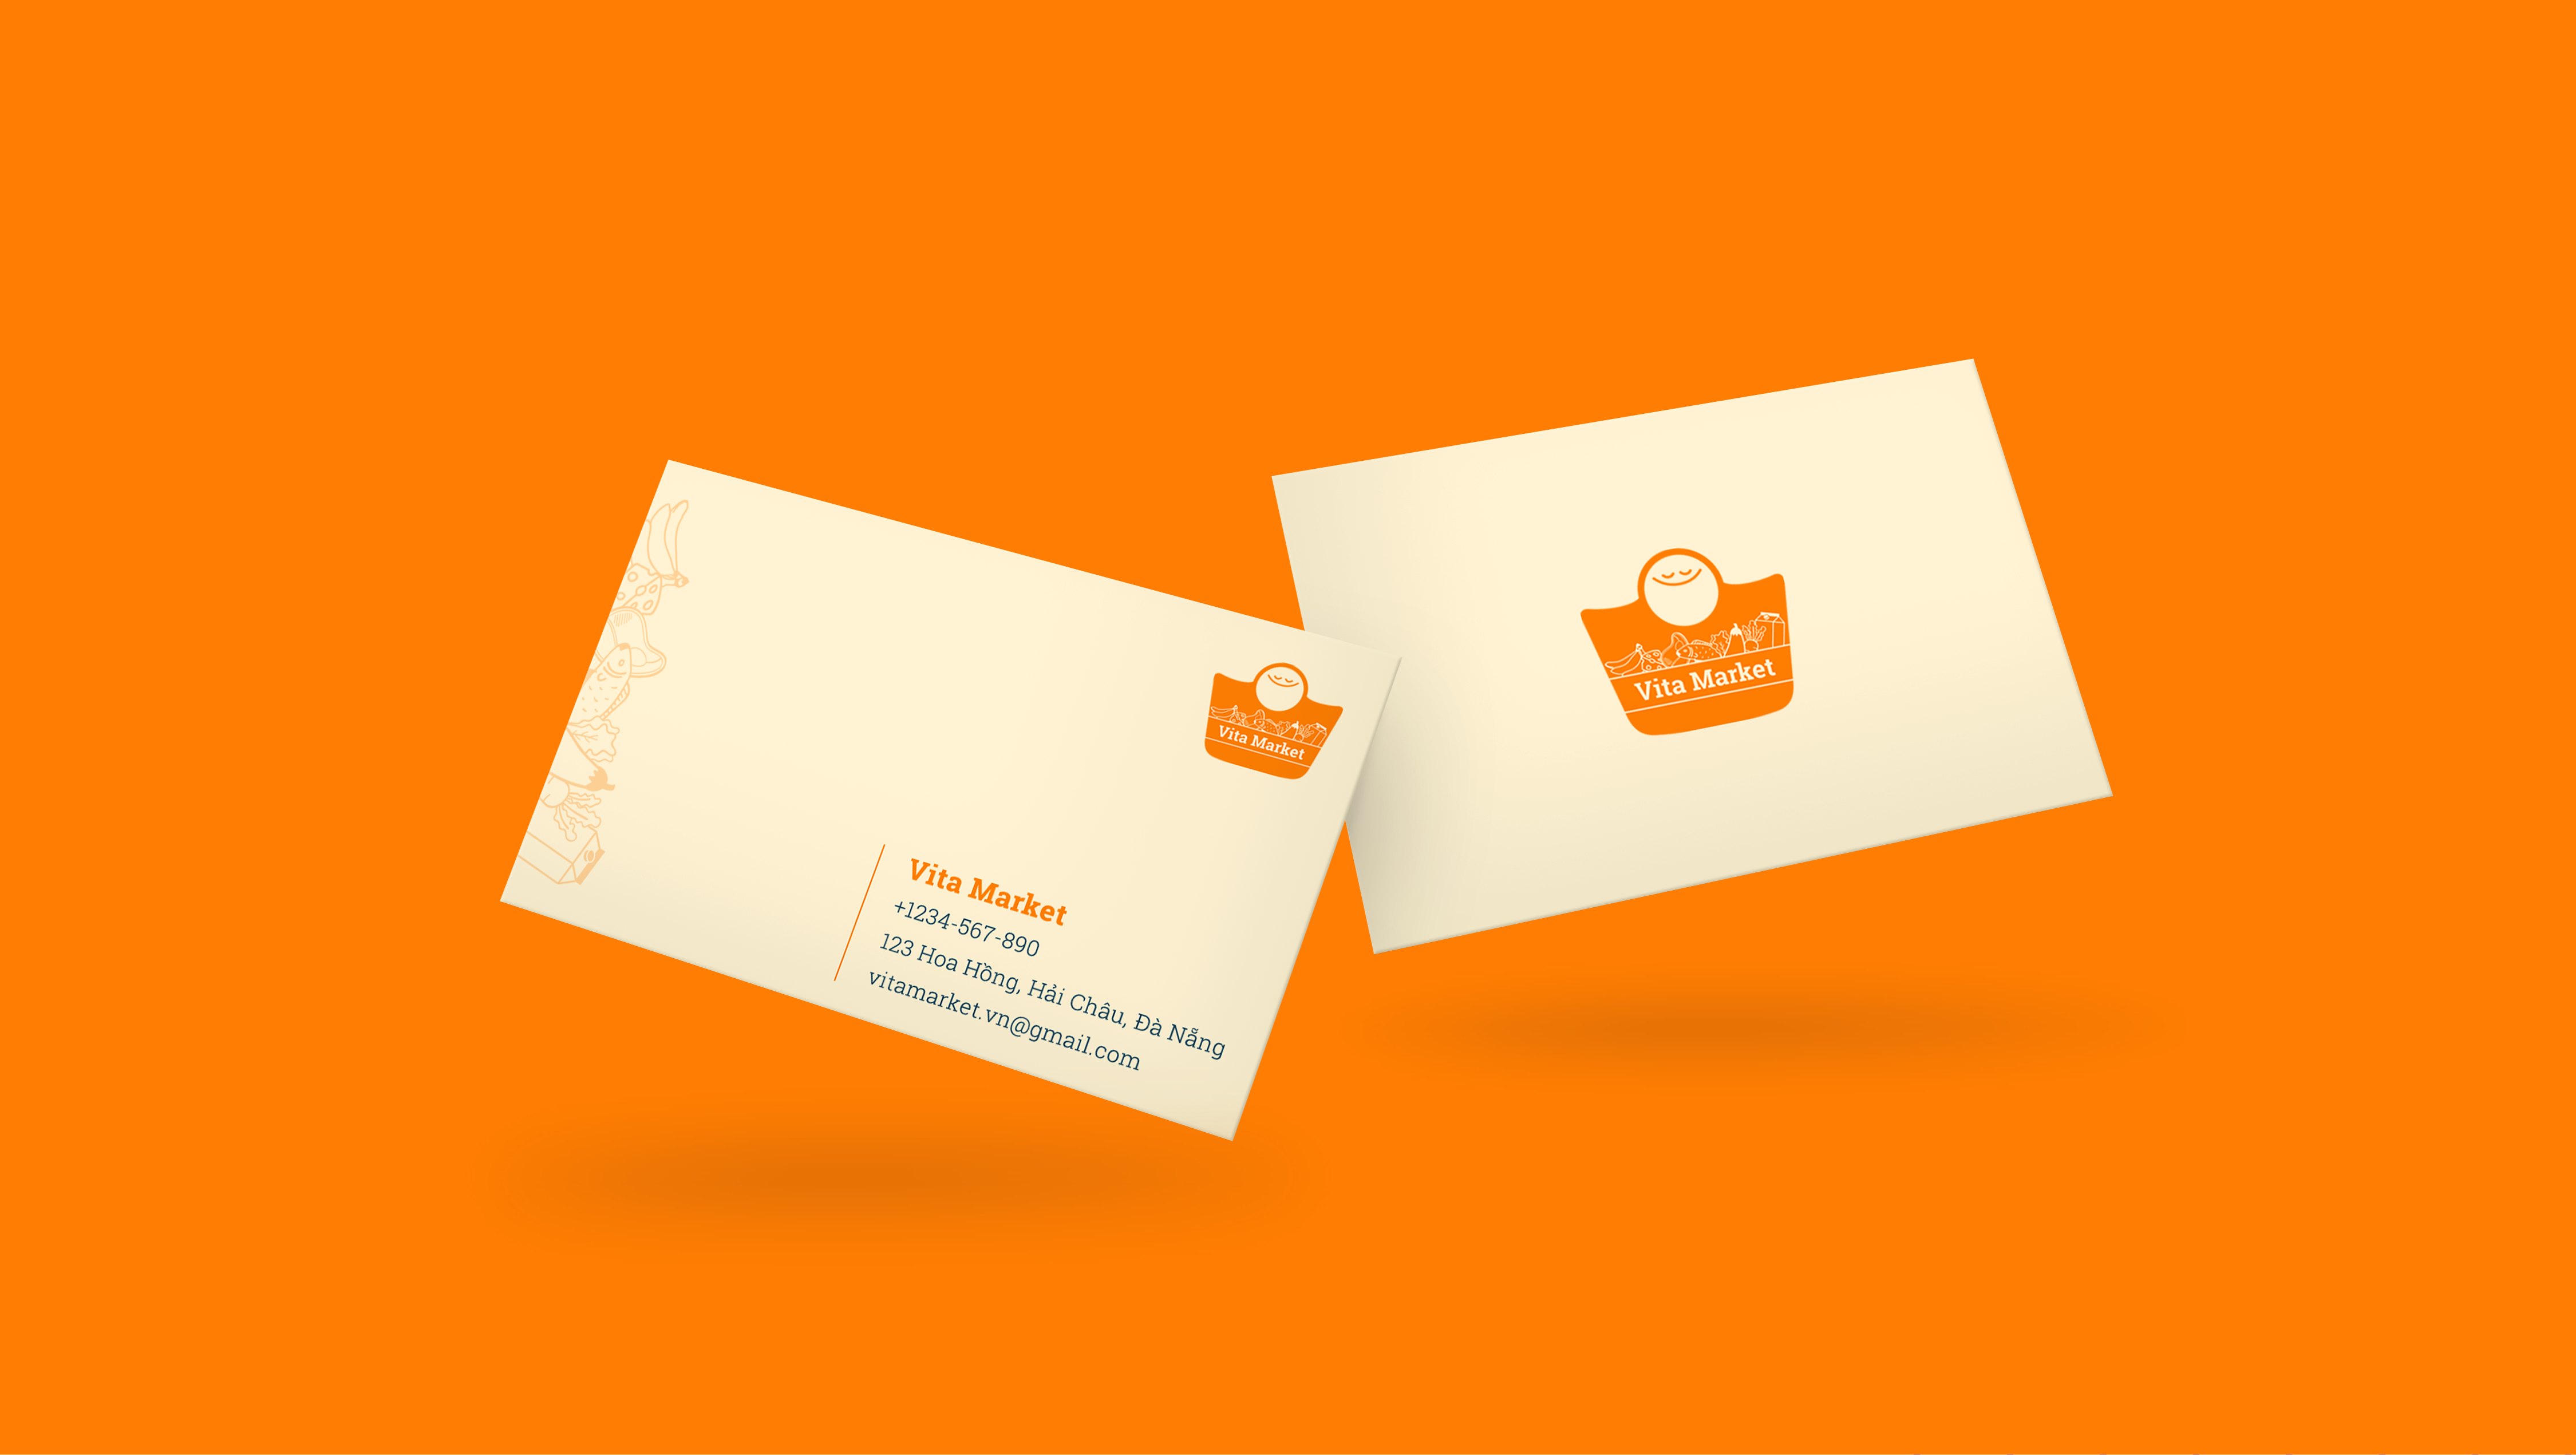 Vita Market
Vita Market
+1234-567-890
123 Hoa Hồng, Hải Châu, Đà Nẵng
vitamarket.vn@gmail.com
Vita Market